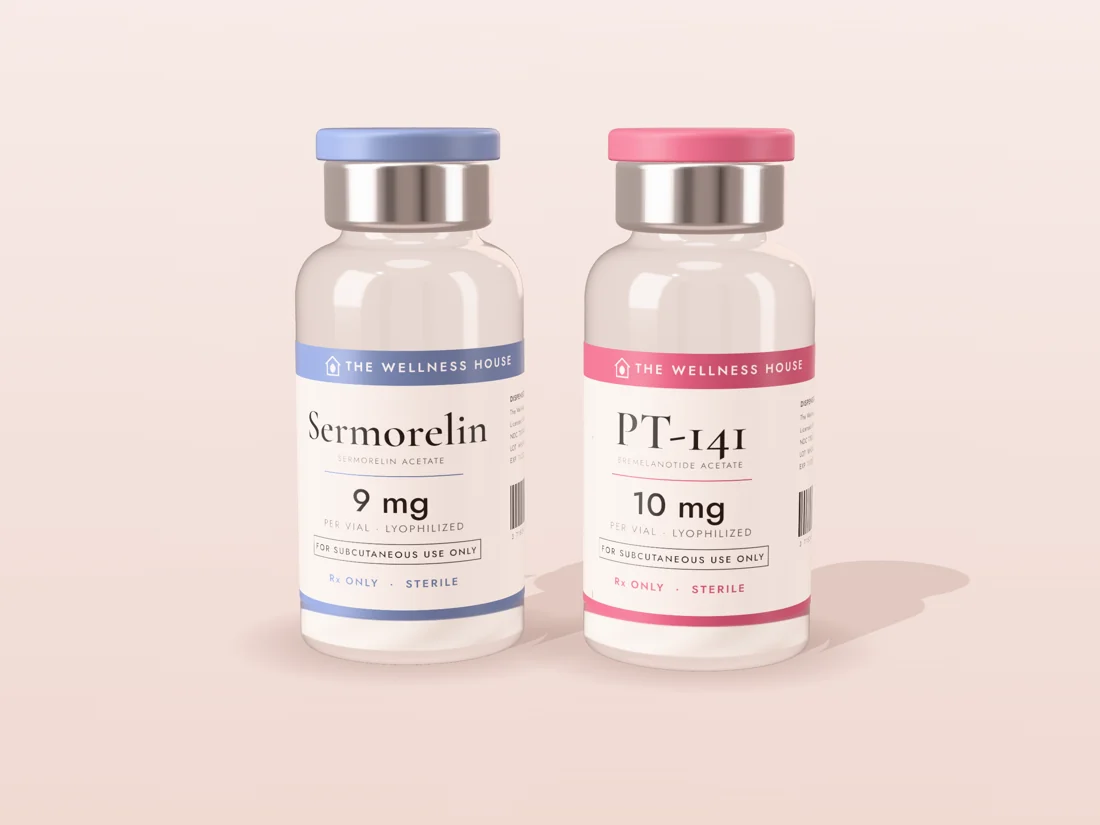 THE WELLNESS HOUSE
Sermorelin
SERMORELIN ACETATE
9 mg
PER VIAL · LYOPHILIZED
FOR SUBCUTANEOUS USE ONLY
Rx ONLY · STERILE
THE WELLNESS HOUSE
PT-141
BREMELANOTIDE ACETATE
10 mg
PER VIAL · LYOPHILIZED
FOR SUBCUTANEOUS USE ONLY
Rx ONLY · STERILE